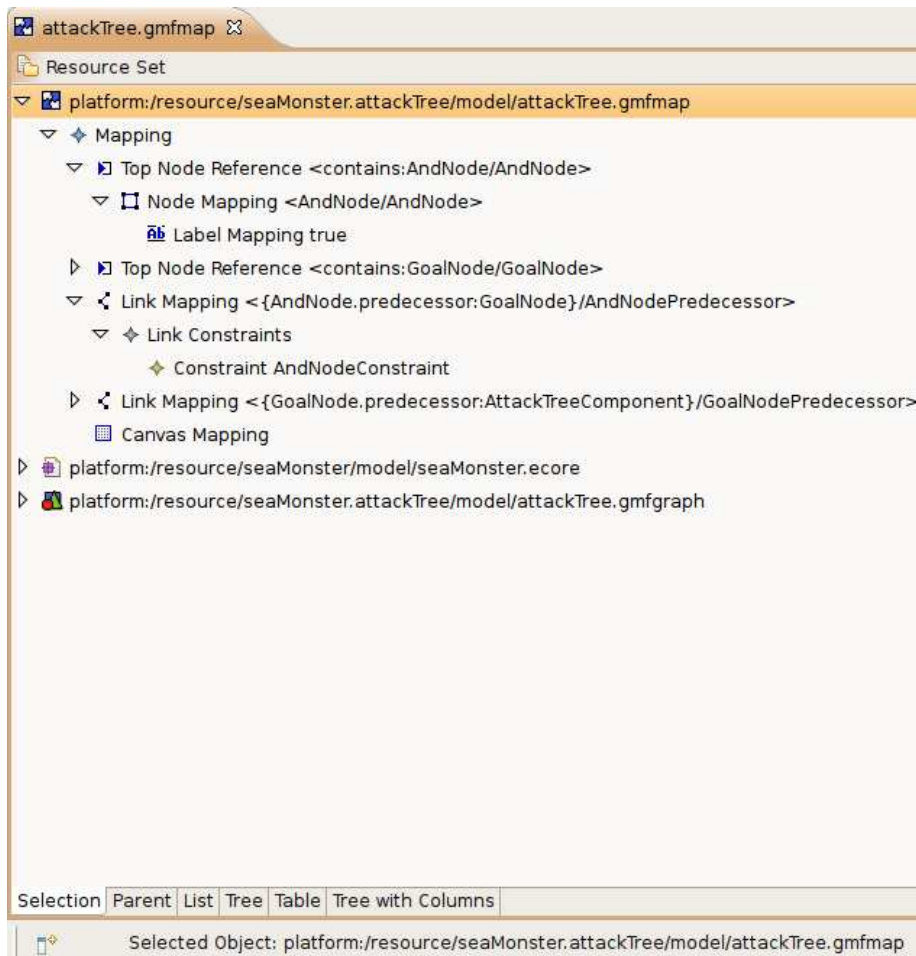 attackTree.gmfmap
Resource Set
platform:/resource/seaMonster.attackTree/model/attackTree.gmfmap
Mapping
Top Node Reference <contains:AndNode/AndNode>
Node Mapping <AndNode/AndNode>
Ab Label Mapping true
Top Node Reference <contains:GoalNode/GoalNode>
Link Mapping <{AndNode.predecessor:GoalNode}/AndNodePredecessor>
Link Constraints
Constraint AndNodeConstraint
Link Mapping <{GoalNode.predecessor:AttackTreeComponent}/GoalNodePredecessor>
Canvas Mapping
platform:/resource/seaMonster/model/seaMonster.ecore
platform:/resource/seaMonster.attackTree/model/attackTree.gmfgraph
Selection Parent List Tree Table Tree with Columns
Selected Object: platform:/resource/seaMonster.attackTree/model/attackTree.gmfmap